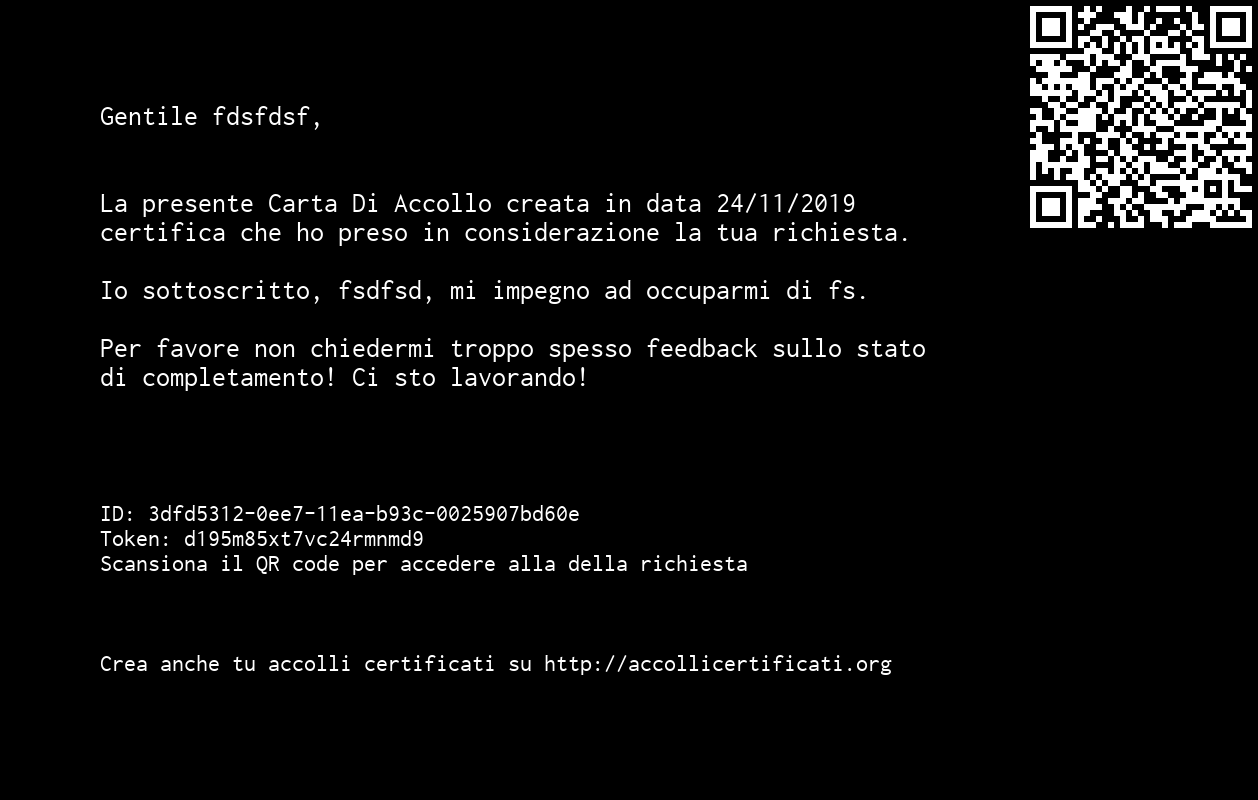 Gentile fdsfdsf,
La presente Carta Di Accollo creata in data 24/11/2019
certifica che ho preso in considerazione la tua richiesta.
Io sottoscritto, fsdfsd, mi impegno ad occuparmi di fs.
Per favore non chiedermi troppo spesso feedback sullo stato
di completamento! Ci sto lavorando!
ID: 3dfd5312-0ee7-11ea-b93c-0025907bd60e
Token: d195m85xt7vc24rmnmd9
Scansiona il QR code per accedere alla della richiesta
Crea anche tu accolli certificati su http://accollicertificati.org